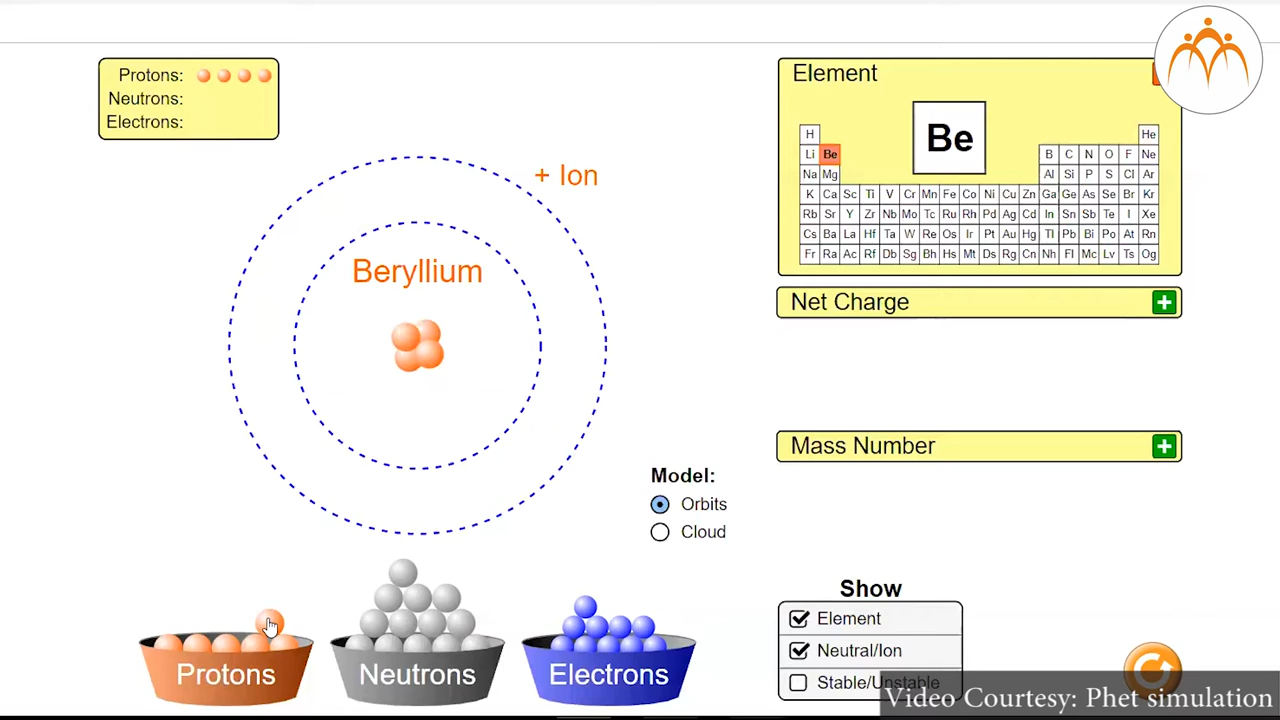 Protons:
Neutrons:
Electrons:
+ Ion
Beryllium
Element
Be
H He
Li Be B C N O F Ne
Na Mg Al Si P S Cl Ar
K Ca Sc Ti V Cr Mn Fe Co Ni Cu Zn Ga Ge As Se Br Kr
Rb Sr Y Zr Nb Mo Tc Ru Rh Pd Ag Cd In Sn Sb Te I Xe
Cs Ba La Hf Ta W Re Os Ir Pt Au Hg Tl Pb Bi Po At Rn
Fr Ra Ac Rf Db Sg Bh Hs Mt Ds Rg Cn Nh Fl Mc Lv Ts Og
Net Charge
Mass Number
Model:
Orbits
Cloud
Protons
Neutrons
Electrons
Show
Element
Neutral/Ion
Stable/Unstable
Video Courtesy: Phet simulation